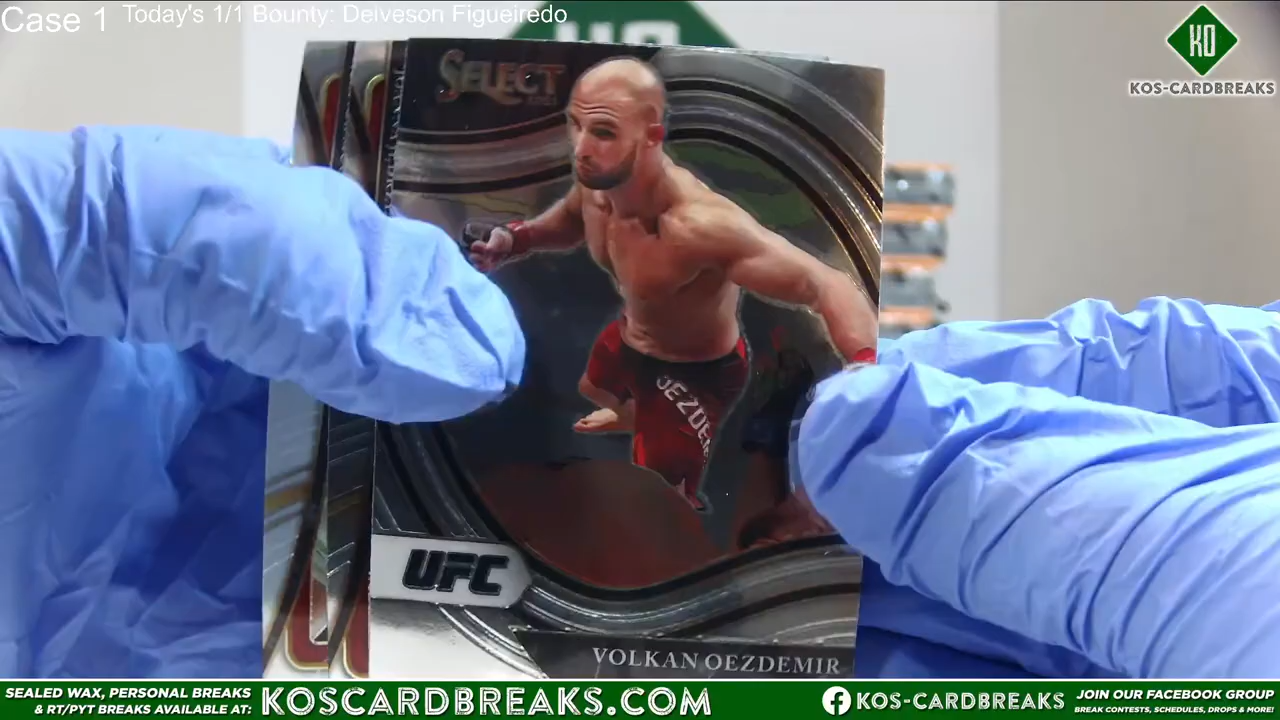 Case 1
Today's 1/1 Bounty: Deiveson Figueiredo
KO
KOS-CARDBREAKS
SELECT
OEZDE
UFC
VOLKAN OEZDEMIR
SEALED WAX, PERSONAL BREAKS
& RT/PYT BREAKS AVAILABLE AT:
KOSCARDBREAKS.COM
KOS-CARDBREAKS
JOIN OUR FACEBOOK GROUP
BREAK CONTESTS, SCHEDULES, DROPS & MORE!